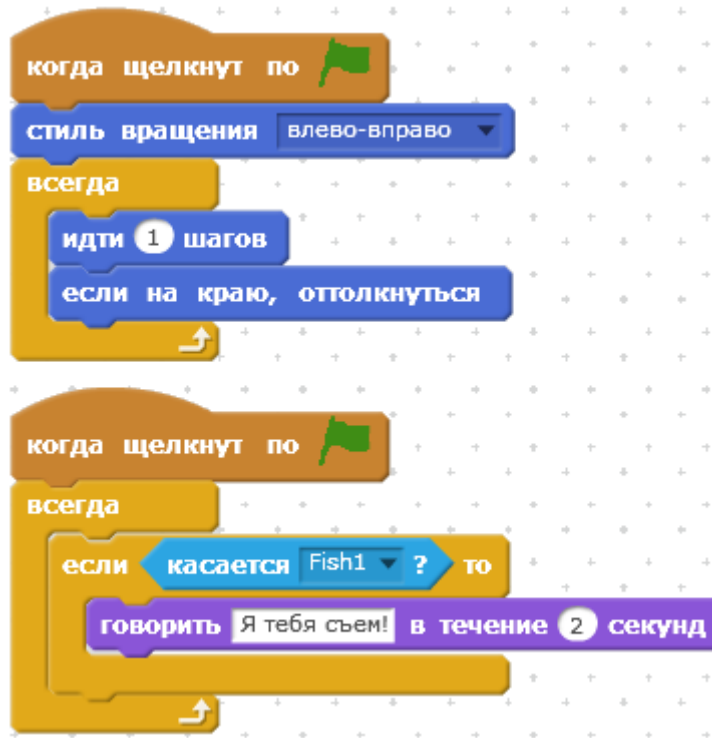 когда щелкнут по
стиль вращения влево-вправо
всегда
идти 1 шагов
если на краю, оттолкнуться
когда щелкнут по
всегда
если касается Fish1 ? то
говорить Я тебя съем! в течение 2 секунд